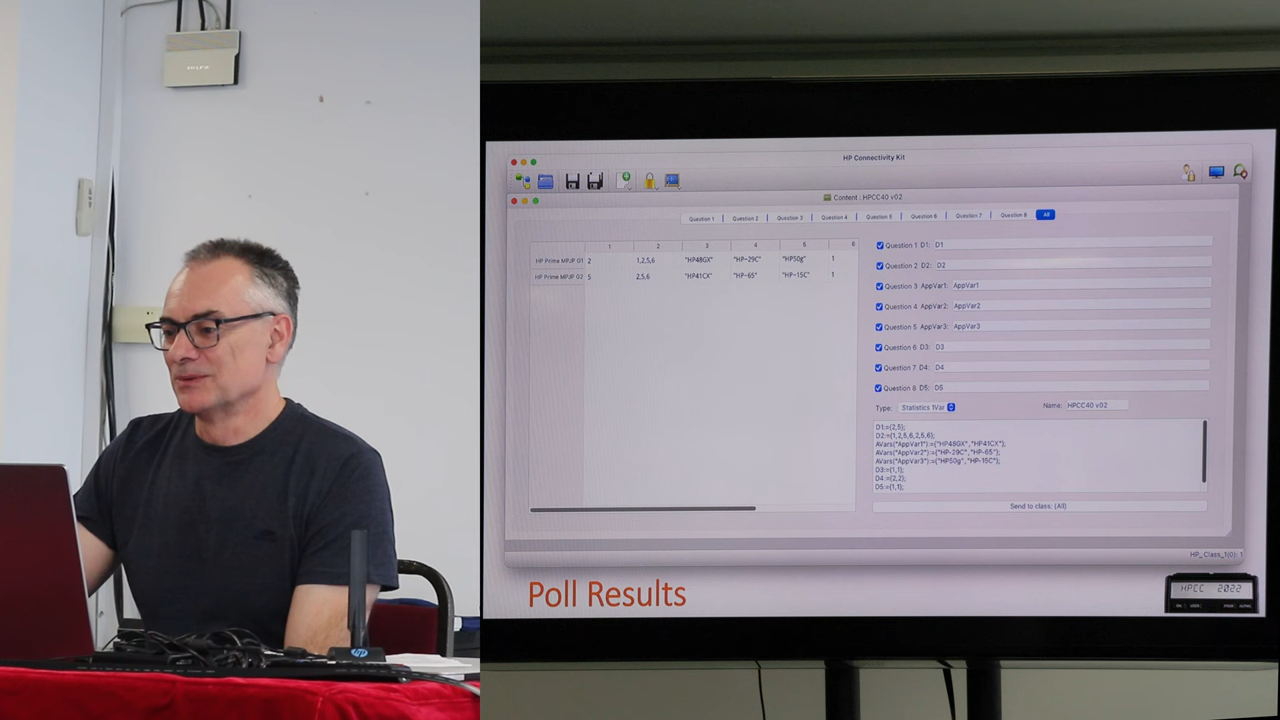 HP Connectivity Kit
Content : HPCC40 v02
Question 1 Question 2 Question 3 Question 4 Question 5 Question 6 Question 7 Question 8 All
1 2 3 4 5 6
HP Prime MPJP G1 2 1,2,5,6 "HP48GX" "HP-29C" "HP50g" 1
HP Prime MPJP G2 5 2,5,6 "HP41CX" "HP-65" "HP-15C" 1
Question 1 D1: D1
Question 2 D2: D2
Question 3 AppVar1: AppVar1
Question 4 AppVar2: AppVar2
Question 5 AppVar3: AppVar3
Question 6 D3: D3
Question 7 D4: D4
Question 8 D5: D5
Type: Statistics 1Var Name: HPCC40 v02
D1:={2,5};
D2:={1,2,5,6,2,5,6};
AVars("AppVar1"):={"HP48GX","HP41CX"};
AVars("AppVar2"):={"HP-29C","HP-65"};
AVars("AppVar3"):={"HP50g","HP-15C"};
D3:={1,1};
D4:={2,2};
D5:={1,1};
Send to class: (All)
HP_Class_1(0): 1
Poll Results
HPCC 2022
hp